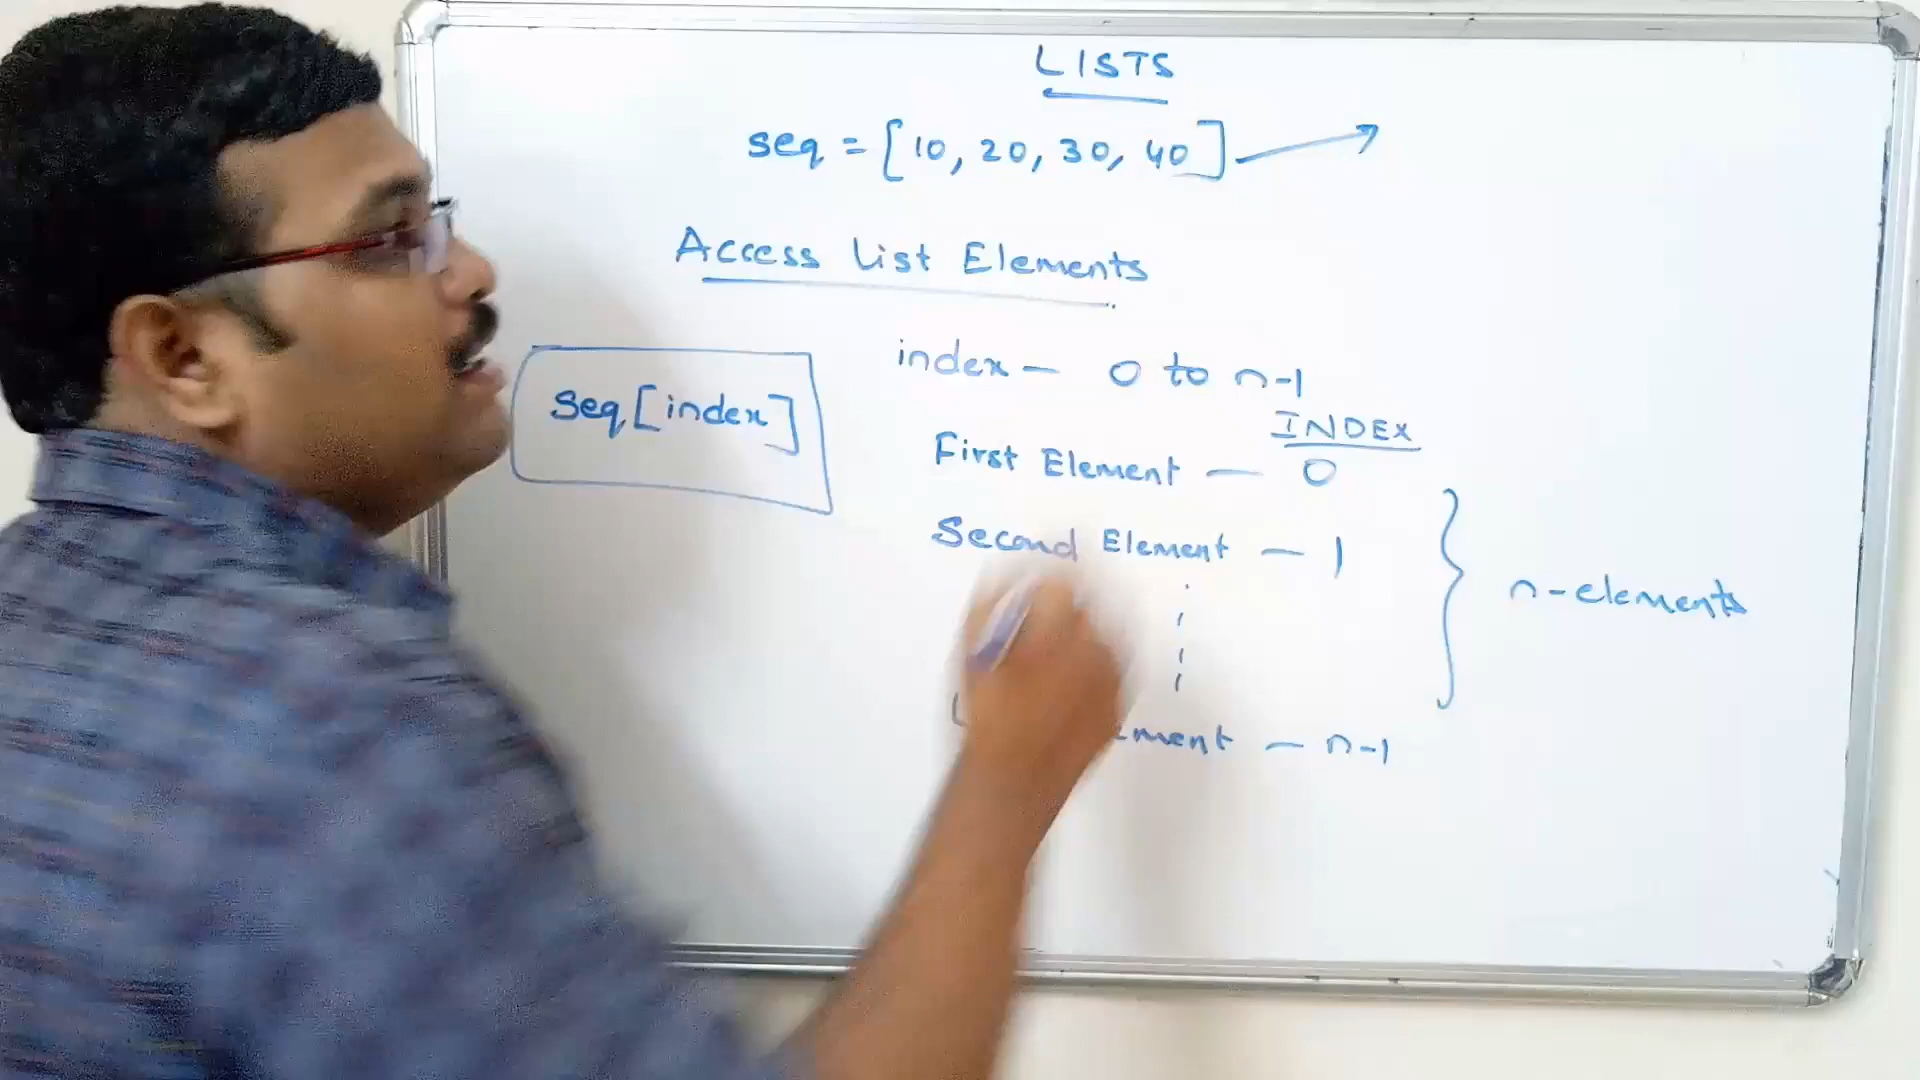 LISTS
seq = [10, 20, 30, 40]
Access List Elements
seq[index]
index — 0 to n-1
INDEX
First Element — 0
Second Element — 1
n-elements
— n-1